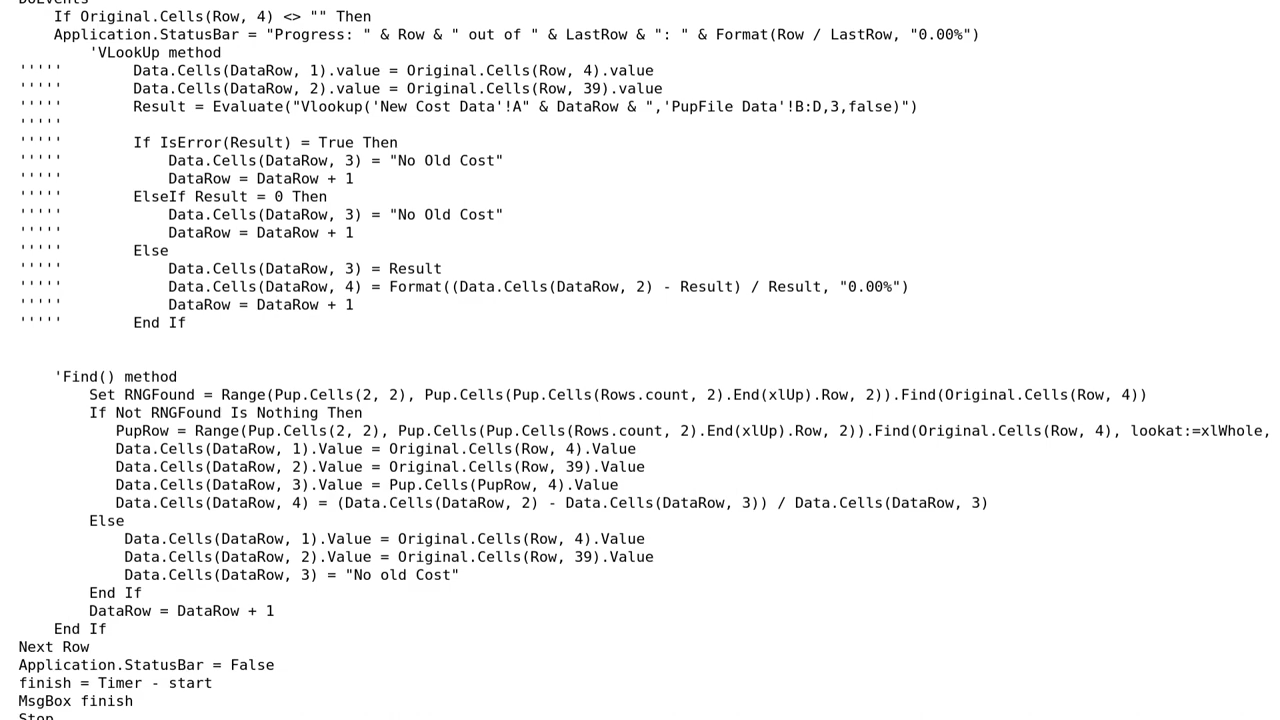 DoEvents
If Original.Cells(Row, 4) <> "" Then
Application.StatusBar = "Progress: " & Row & " out of " & LastRow & ": " & Format(Row / LastRow, "0.00%")
'VLookUp method
''''' Data.Cells(DataRow, 1).value = Original.Cells(Row, 4).value
''''' Data.Cells(DataRow, 2).value = Original.Cells(Row, 39).value
''''' Result = Evaluate("Vlookup('New Cost Data'!A" & DataRow & ",'PupFile Data'!B:D,3,false)")
'''''
''''' If IsError(Result) = True Then
''''' Data.Cells(DataRow, 3) = "No Old Cost"
''''' DataRow = DataRow + 1
''''' ElseIf Result = 0 Then
''''' Data.Cells(DataRow, 3) = "No Old Cost"
''''' DataRow = DataRow + 1
''''' Else
''''' Data.Cells(DataRow, 3) = Result
''''' Data.Cells(DataRow, 4) = Format((Data.Cells(DataRow, 2) - Result) / Result, "0.00%")
''''' DataRow = DataRow + 1
''''' End If
'Find() method
Set RNGFound = Range(Pup.Cells(2, 2), Pup.Cells(Pup.Cells(Rows.count, 2).End(xlUp).Row, 2)).Find(Original.Cells(Row, 4))
If Not RNGFound Is Nothing Then
PupRow = Range(Pup.Cells(2, 2), Pup.Cells(Pup.Cells(Rows.count, 2).End(xlUp).Row, 2)).Find(Original.Cells(Row, 4), lookat:=xlWhole,
Data.Cells(DataRow, 1).Value = Original.Cells(Row, 4).Value
Data.Cells(DataRow, 2).Value = Original.Cells(Row, 39).Value
Data.Cells(DataRow, 3).Value = Pup.Cells(PupRow, 4).Value
Data.Cells(DataRow, 4) = (Data.Cells(DataRow, 2) - Data.Cells(DataRow, 3)) / Data.Cells(DataRow, 3)
Else
Data.Cells(DataRow, 1).Value = Original.Cells(Row, 4).Value
Data.Cells(DataRow, 2).Value = Original.Cells(Row, 39).Value
Data.Cells(DataRow, 3) = "No old Cost"
End If
DataRow = DataRow + 1
End If
Next Row
Application.StatusBar = False
finish = Timer - start
MsgBox finish
Stop